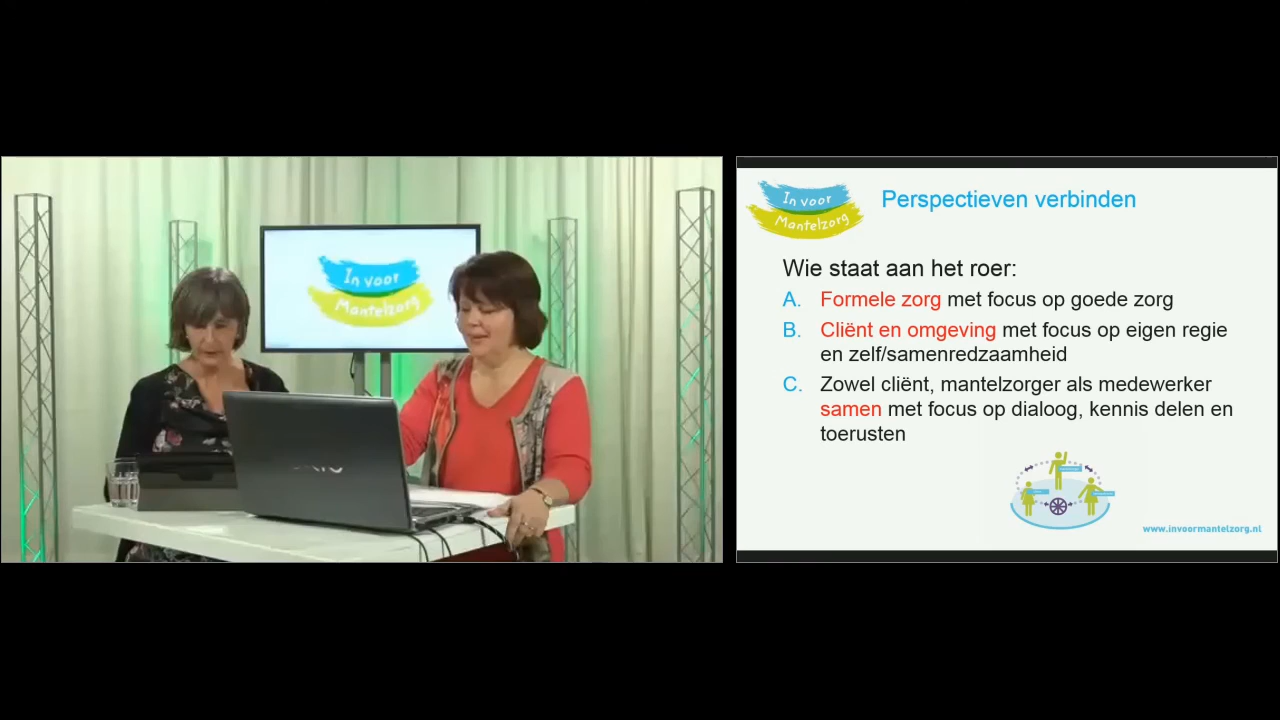 In voor
Mantelzorg
VAIO
In voor
Mantelzorg
Perspectieven verbinden
Wie staat aan het roer:
A. Formele zorg met focus op goede zorg
B. Cliënt en omgeving met focus op eigen regie
en zelf/samenredzaamheid
C. Zowel cliënt, mantelzorger als medewerker
samen met focus op dialoog, kennis delen en
toerusten
www.invoormantelzorg.nl